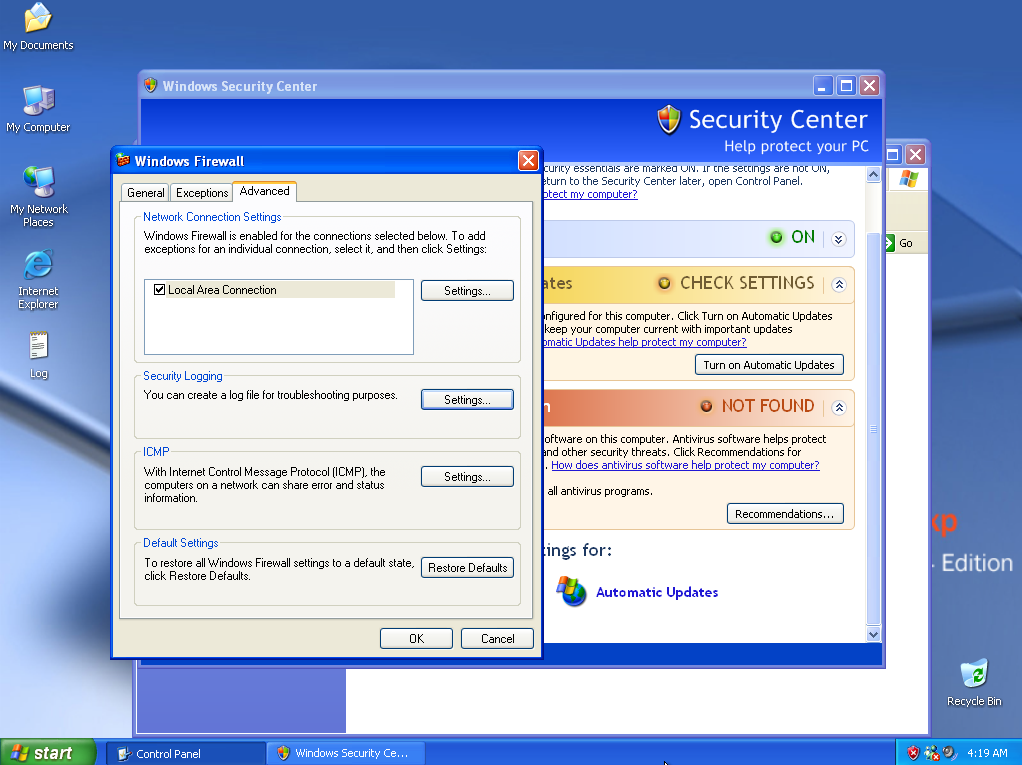 My Documents
My Computer
My Network
Places
Internet
Explorer
Log
Windows Security Center
Security Center
Help protect your PC
curity essentials are marked ON. If the settings are not ON,
eturn to the Security Center later, open Control Panel.
otect my computer?
ON
Go
ates
CHECK SETTINGS
onfigured for this computer. Click Turn on Automatic Updates
keep your computer current with important updates
omatic Updates help protect my computer?
Turn on Automatic Updates
n
NOT FOUND
oftware on this computer. Antivirus software helps protect
and other security threats. Click Recommendations for
. How does antivirus software help protect my computer?
all antivirus programs.
Recommendations...
tings for:
Automatic Updates
Windows Firewall
General
Exceptions
Advanced
Network Connection Settings
Windows Firewall is enabled for the connections selected below. To add
exceptions for an individual connection, select it, and then click Settings:
Local Area Connection
Settings...
Security Logging
You can create a log file for troubleshooting purposes.
Settings...
ICMP
With Internet Control Message Protocol (ICMP), the
computers on a network can share error and status
information.
Settings...
Default Settings
To restore all Windows Firewall settings to a default state,
click Restore Defaults.
Restore Defaults
OK
Cancel
xp
Edition
Recycle Bin
start
Control Panel
Windows Security Ce...
4:19 AM